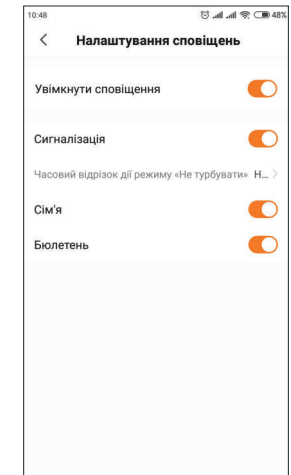 10:48 48%
Налаштування сповіщень
Увімкнути сповіщення
Сигналізація
Часовий відрізок дії режиму «Не турбувати» Н...
Сім'я
Бюлетень